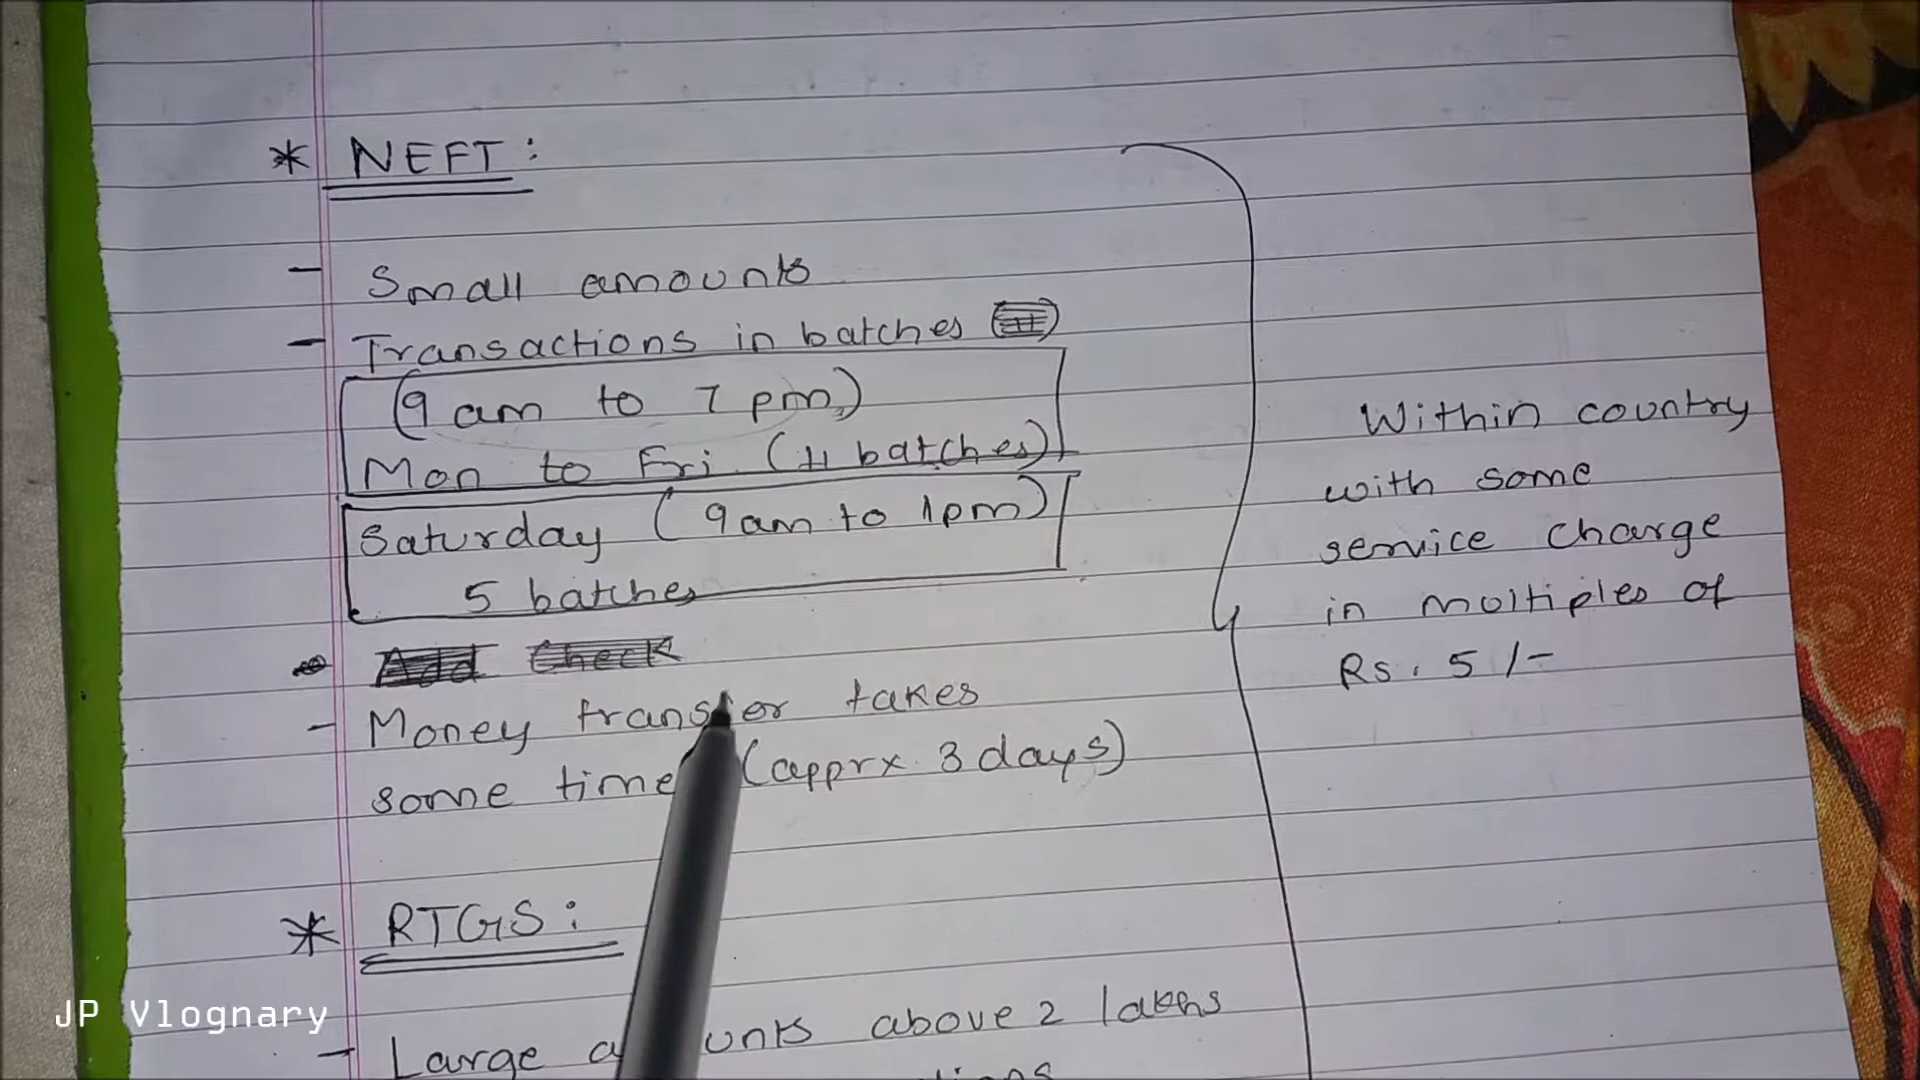 * NEFT:
- Small amounts
- Transactions in batches
(9 am to 7 pm)
Mon to Fri (11 batches)
Saturday (9am to 1pm)
5 batches
Add Check
- Money transfer takes
some time (apprx. 3 days)
Within country
with some
service charge
in multiples of
Rs. 5/-
* RTGS:
- Large amounts above 2 lakhs
JP Vlognary